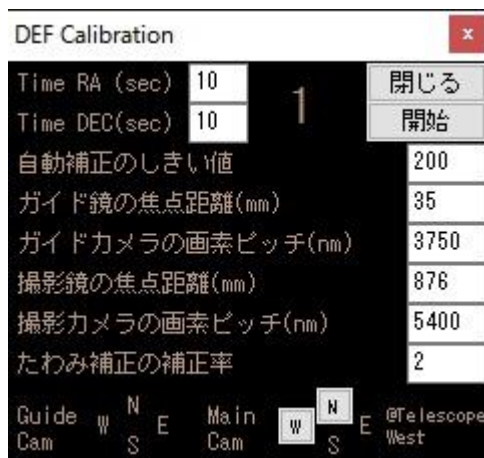 DEF Calibration x
Time RA (sec) 10 1 閉じる
Time DEC(sec) 10 開始
自動補正のしきい値 200
ガイド鏡の焦点距離(mm) 35
ガイドカメラの画素ピッチ(nm) 3750
撮影鏡の焦点距離(mm) 876
撮影カメラの画素ピッチ(nm) 5400
たわみ補正の補正率 2
Guide Cam W N S E Main Cam W N S E @Telescope West